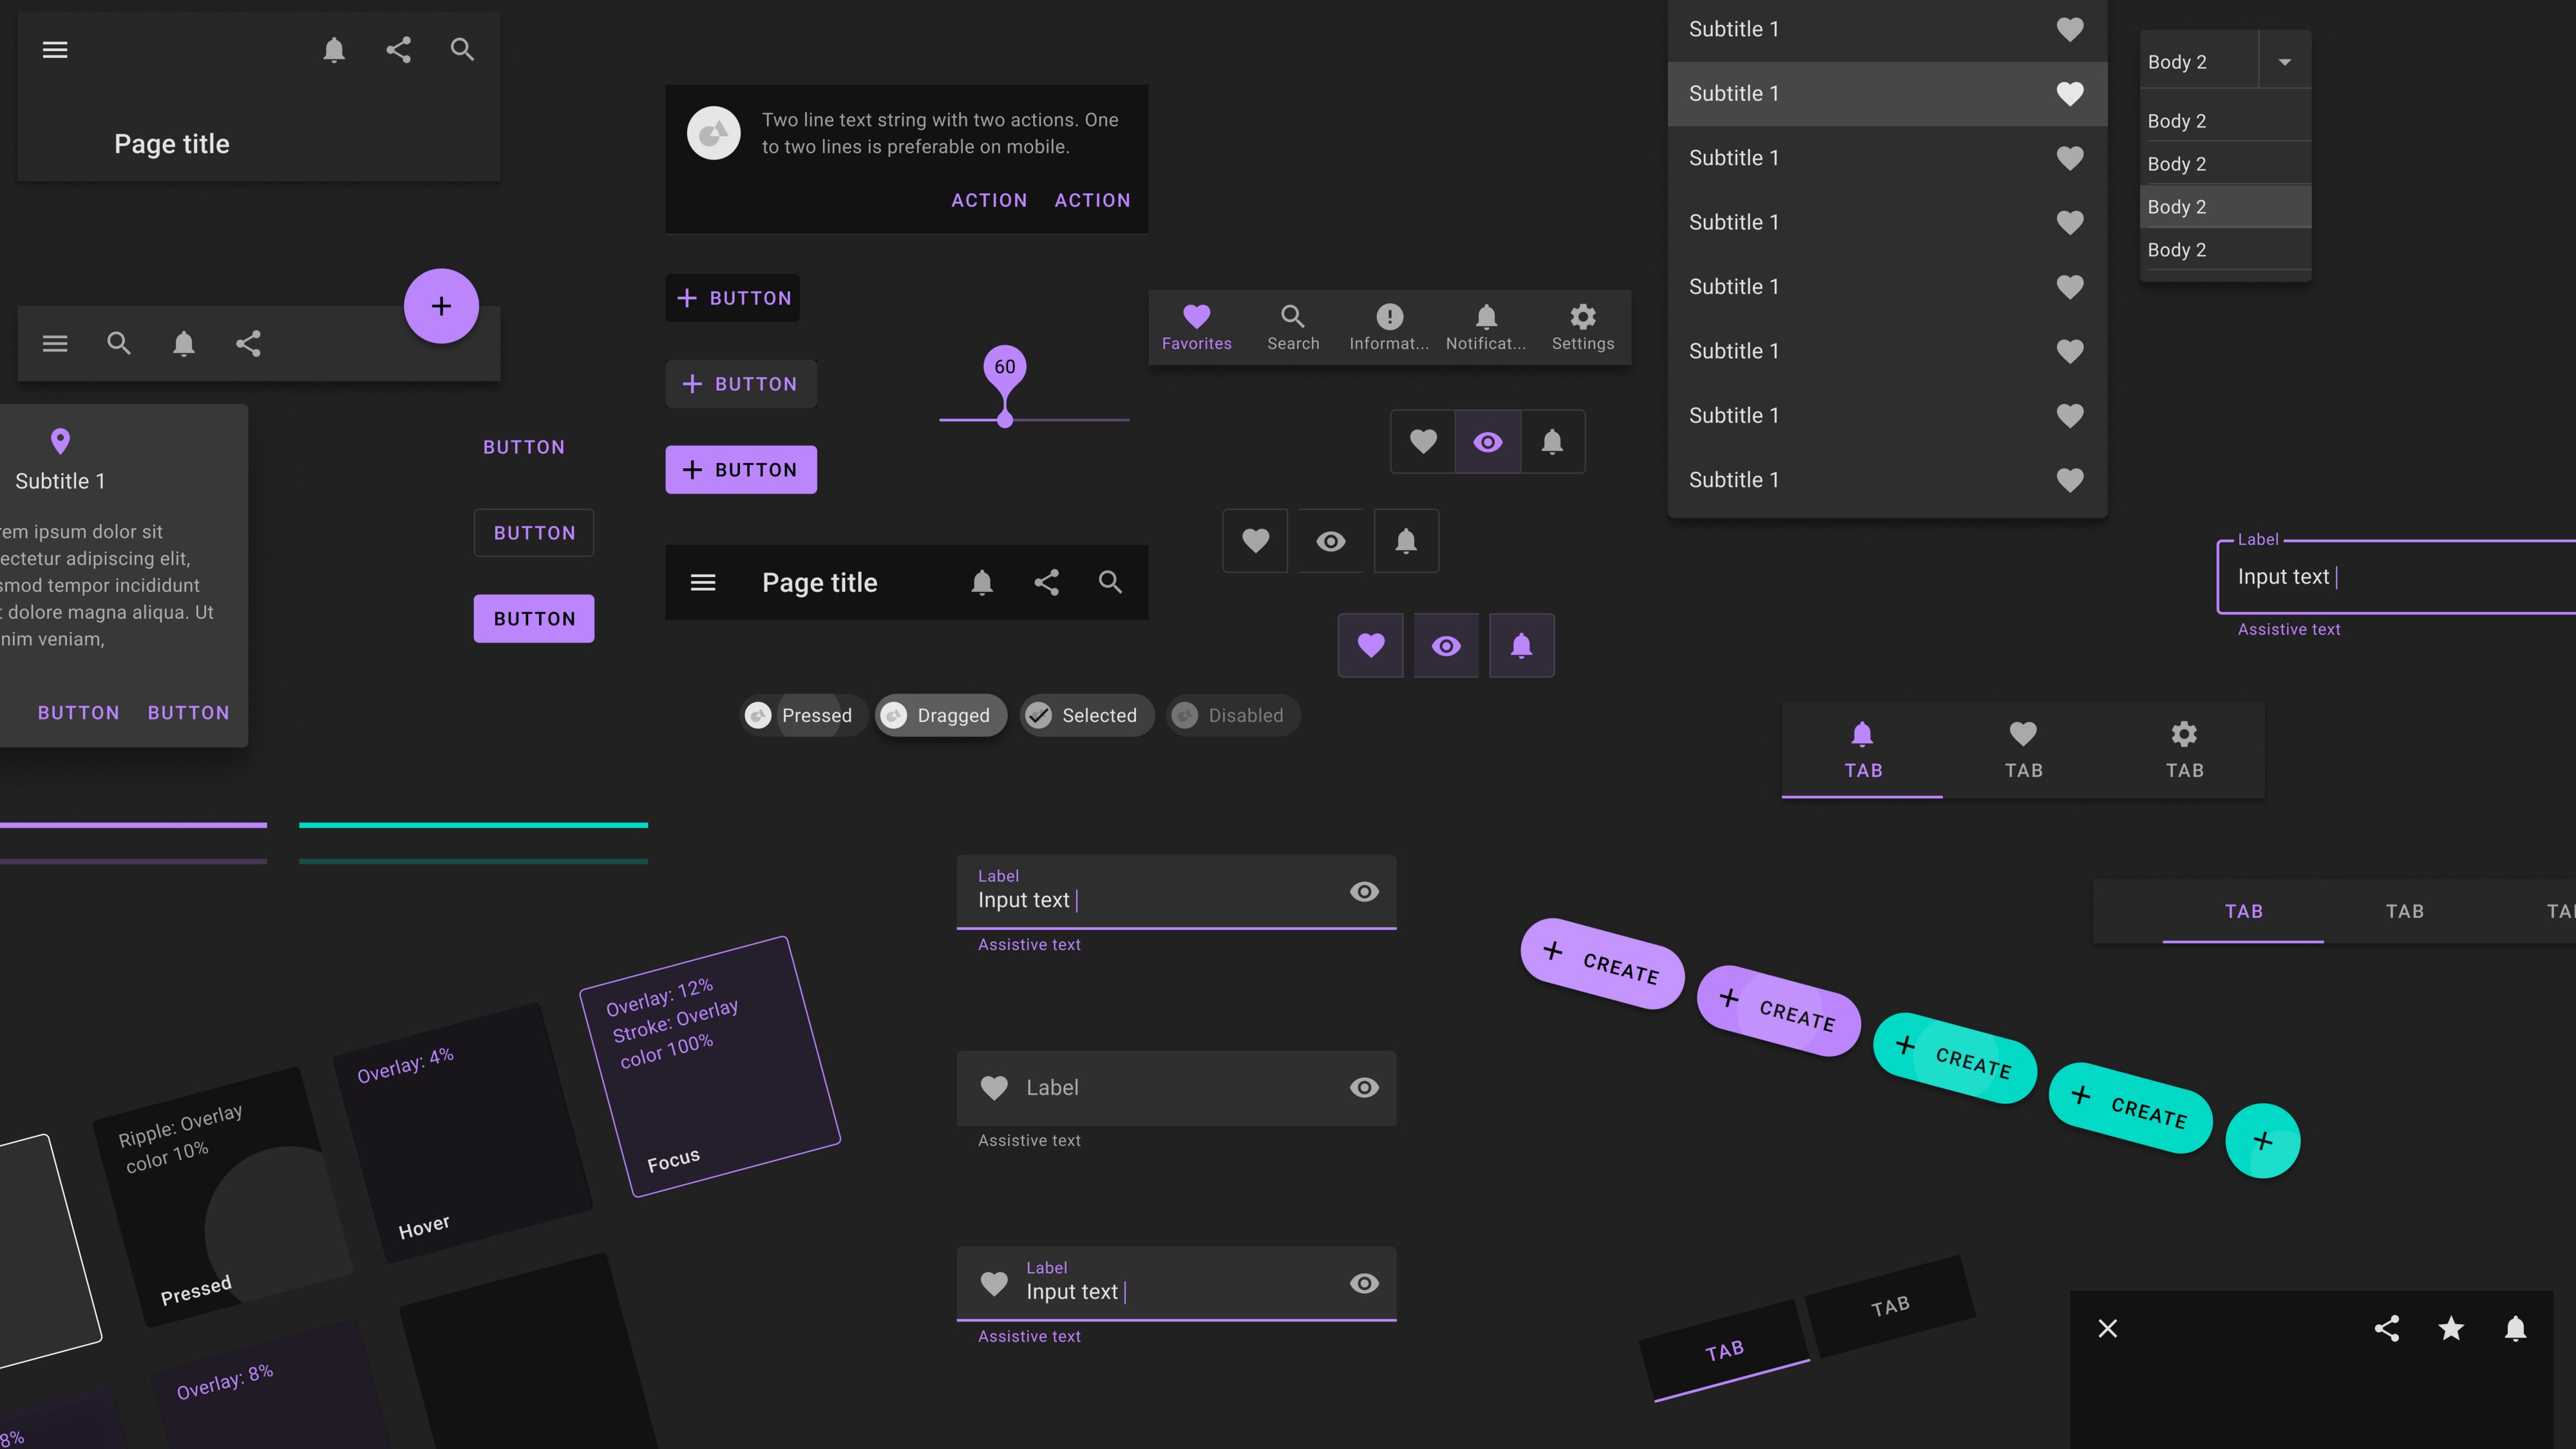 Page title
Subtitle 1
rem ipsum dolor sit
ectetur adipiscing elit,
smod tempor incididunt
t dolore magna aliqua. Ut
nim veniam,
BUTTON
BUTTON
BUTTON
BUTTON
BUTTON
Two line text string with two actions. One
to two lines is preferable on mobile.
ACTION
ACTION
BUTTON
BUTTON
BUTTON
60
Page title
Favorites
Search
Informat...
Notificat...
Settings
Subtitle 1
Subtitle 1
Subtitle 1
Subtitle 1
Subtitle 1
Subtitle 1
Subtitle 1
Subtitle 1
Body 2
Body 2
Body 2
Body 2
Body 2
Label
Input text
Assistive text
Pressed
Dragged
Selected
Disabled
TAB
TAB
TAB
TAB
TAB
TA
Label
Input text
Assistive text
Label
Assistive text
Label
Input text
Assistive text
CREATE
CREATE
CREATE
CREATE
Overlay: 12%
Stroke: Overlay
color 100%
Focus
Overlay: 4%
Hover
Ripple: Overlay
color 10%
Pressed
Overlay: 8%
8%
TAB
TAB